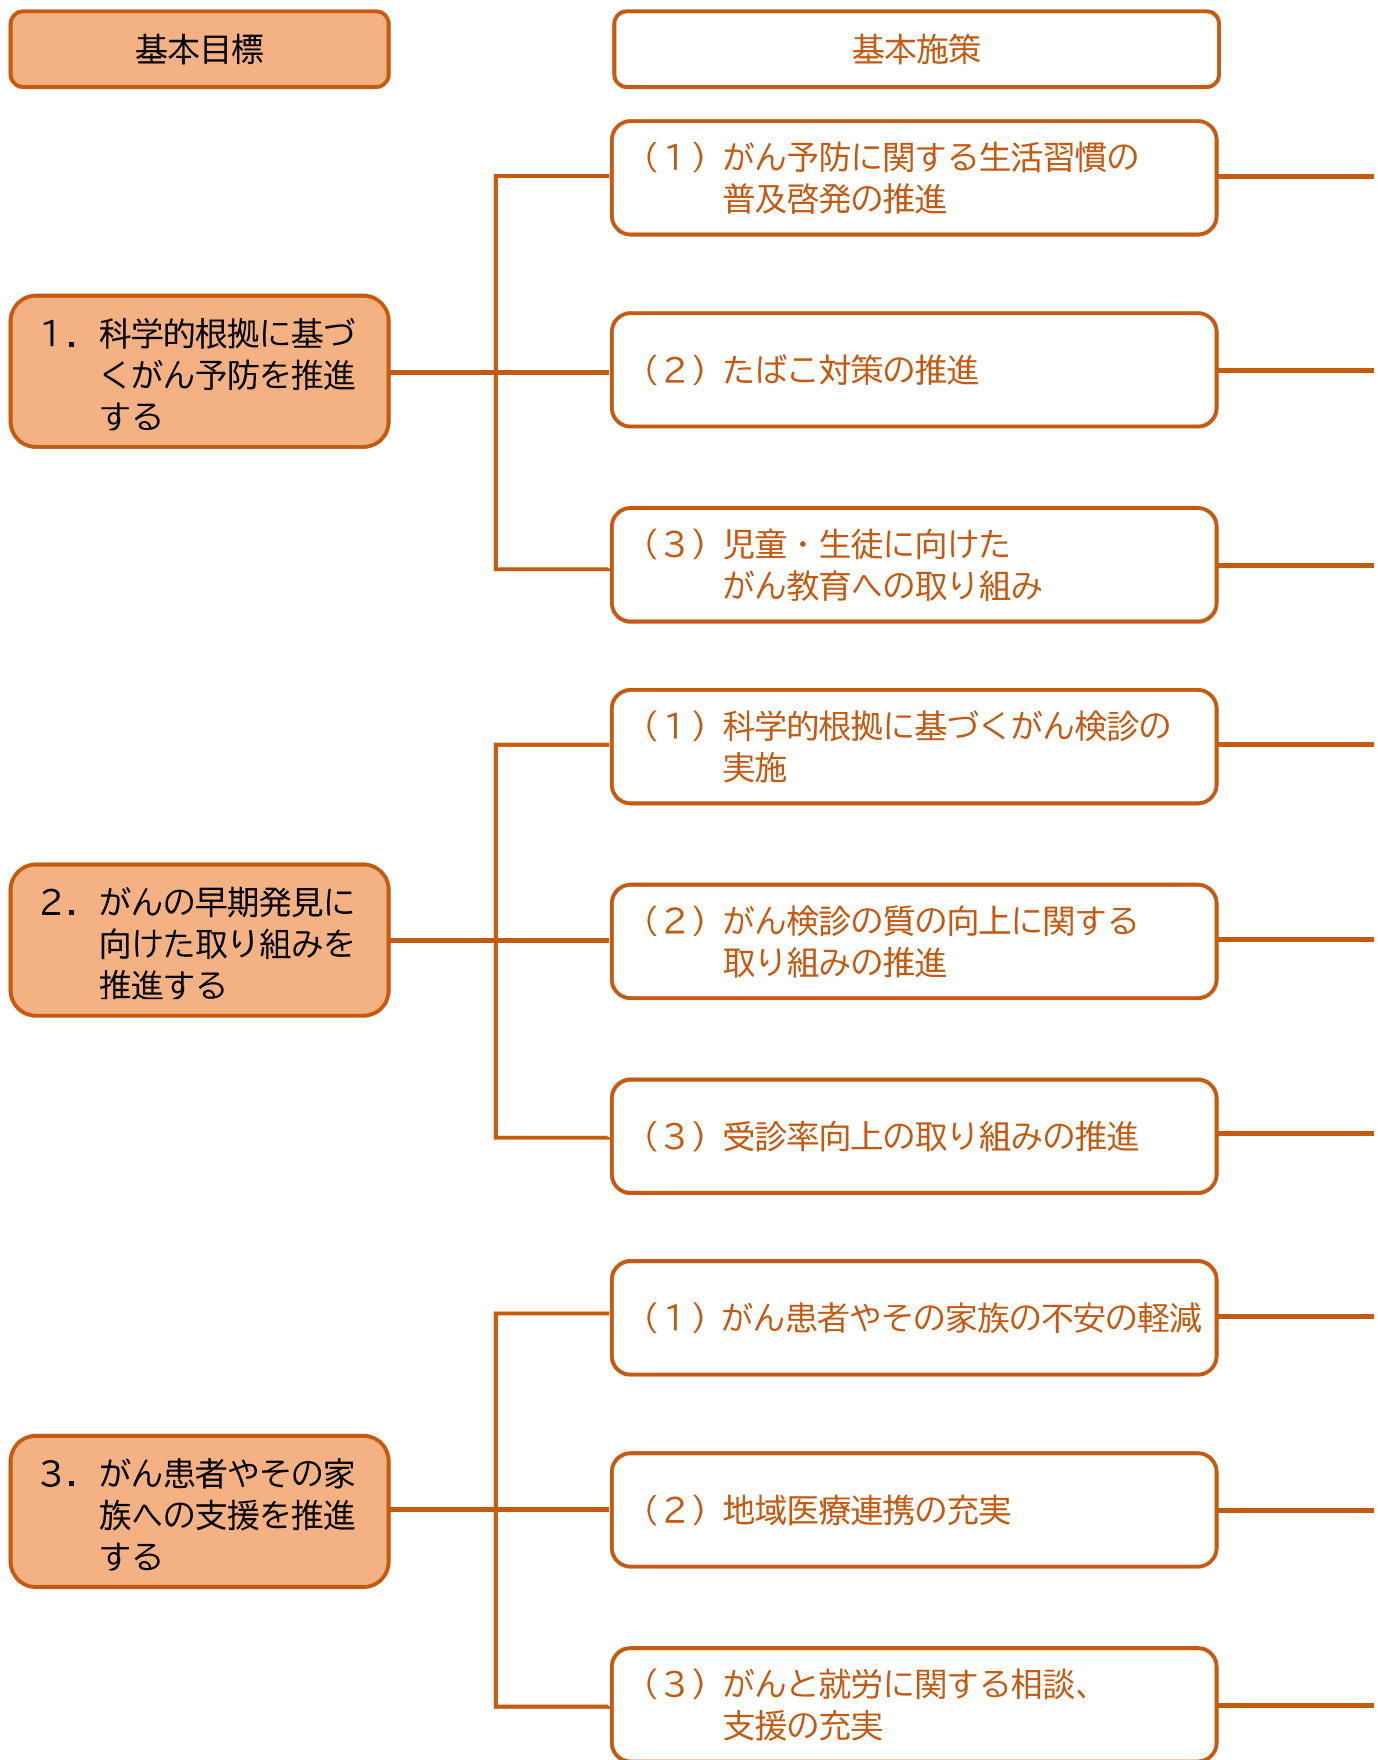 基本目標
基本施策
１．科学的根拠に基づ
くがん予防を推進
する
（１）がん予防に関する生活習慣の
普及啓発の推進
（２）たばこ対策の推進
（３）児童・生徒に向けた
がん教育への取り組み
２．がんの早期発見に
向けた取り組みを
推進する
（１）科学的根拠に基づくがん検診の
実施
（２）がん検診の質の向上に関する
取り組みの推進
（３）受診率向上の取り組みの推進
３．がん患者やその家
族への支援を推進
する
（１）がん患者やその家族の不安の軽減
（２）地域医療連携の充実
（３）がんと就労に関する相談、
支援の充実